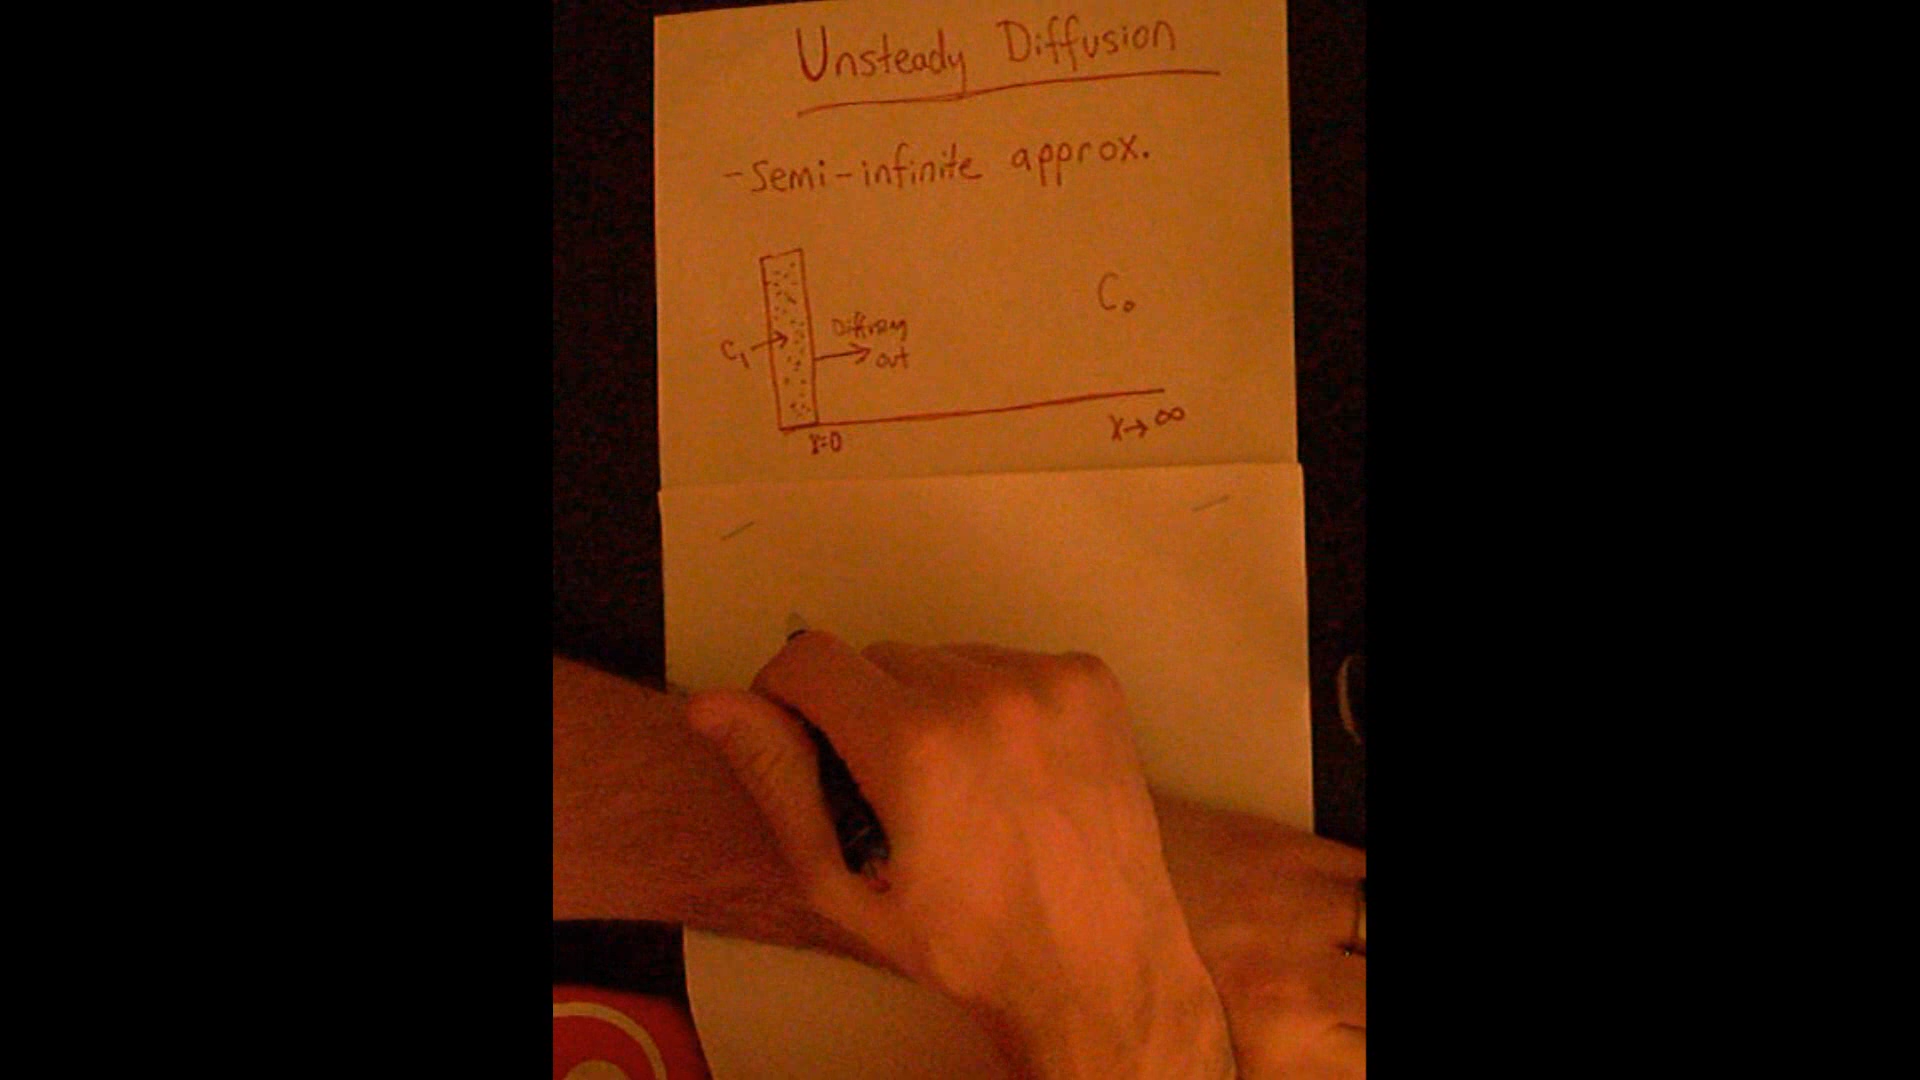 Unsteady Diffusion
- Semi-infinite approx.
C₀
Diffusing
C₁
out
x=0
x→∞